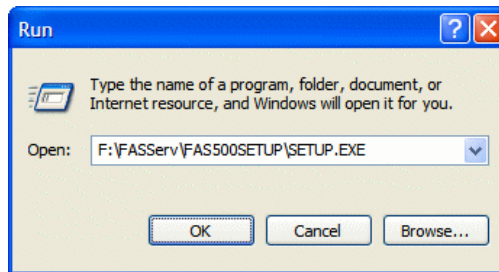 Run
Type the name of a program, folder, document, or
Internet resource, and Windows will open it for you.
Open: F:\FASServ\FAS500SETUP\SETUP.EXE
OK Cancel Browse...